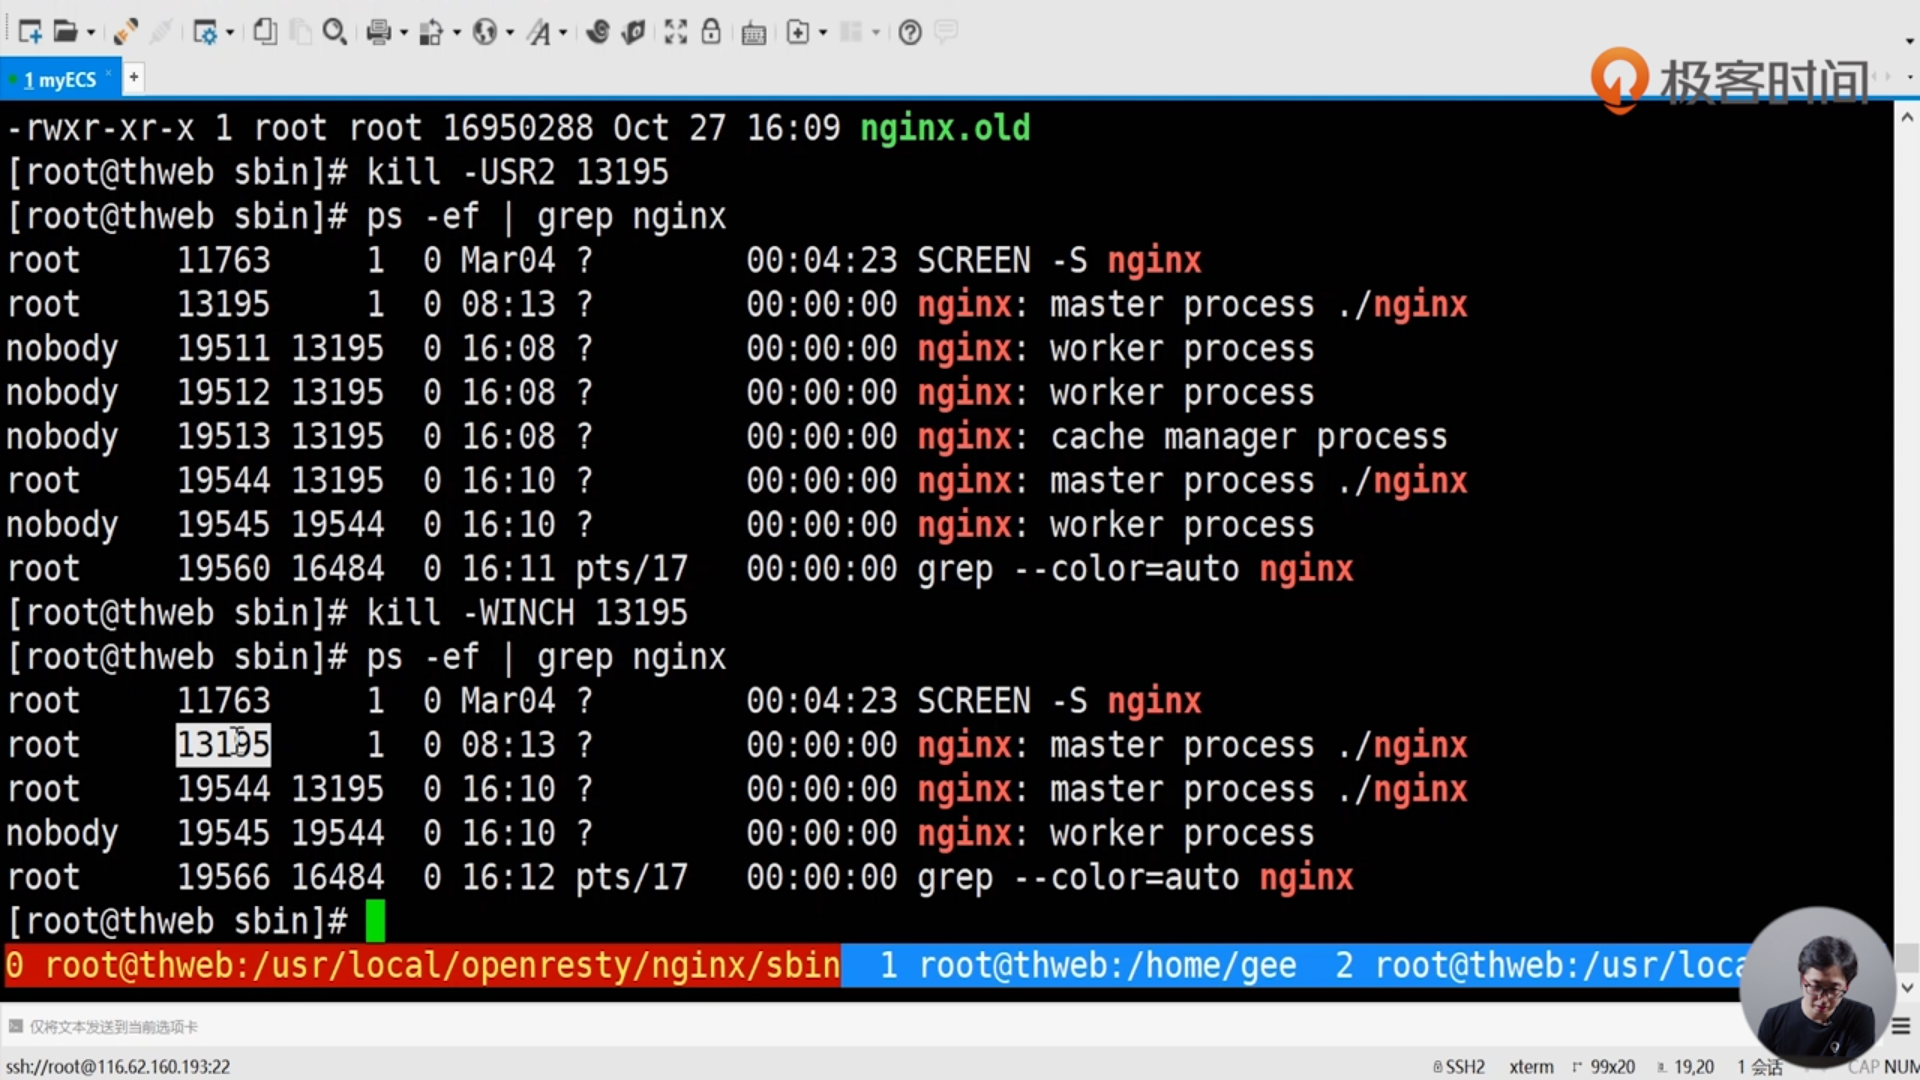 1 myECS
极客时间
-rwxr-xr-x 1 root root 16950288 Oct 27 16:09 nginx.old
[root@thweb sbin]# kill -USR2 13195
[root@thweb sbin]# ps -ef | grep nginx
root 11763 1 0 Mar04 ? 00:04:23 SCREEN -S nginx
root 13195 1 0 08:13 ? 00:00:00 nginx: master process ./nginx
nobody 19511 13195 0 16:08 ? 00:00:00 nginx: worker process
nobody 19512 13195 0 16:08 ? 00:00:00 nginx: worker process
nobody 19513 13195 0 16:08 ? 00:00:00 nginx: cache manager process
root 19544 13195 0 16:10 ? 00:00:00 nginx: master process ./nginx
nobody 19545 19544 0 16:10 ? 00:00:00 nginx: worker process
root 19560 16484 0 16:11 pts/17 00:00:00 grep --color=auto nginx
[root@thweb sbin]# kill -WINCH 13195
[root@thweb sbin]# ps -ef | grep nginx
root 11763 1 0 Mar04 ? 00:04:23 SCREEN -S nginx
root 13195 1 0 08:13 ? 00:00:00 nginx: master process ./nginx
root 19544 13195 0 16:10 ? 00:00:00 nginx: master process ./nginx
nobody 19545 19544 0 16:10 ? 00:00:00 nginx: worker process
root 19566 16484 0 16:12 pts/17 00:00:00 grep --color=auto nginx
[root@thweb sbin]#
0 root@thweb:/usr/local/openresty/nginx/sbin 1 root@thweb:/home/gee 2 root@thweb:/usr/loca
仅将文本发送到当前选项卡
ssh://root@116.62.160.193:22 SSH2 xterm 99x20 19,20 1 会话 CAP NUM